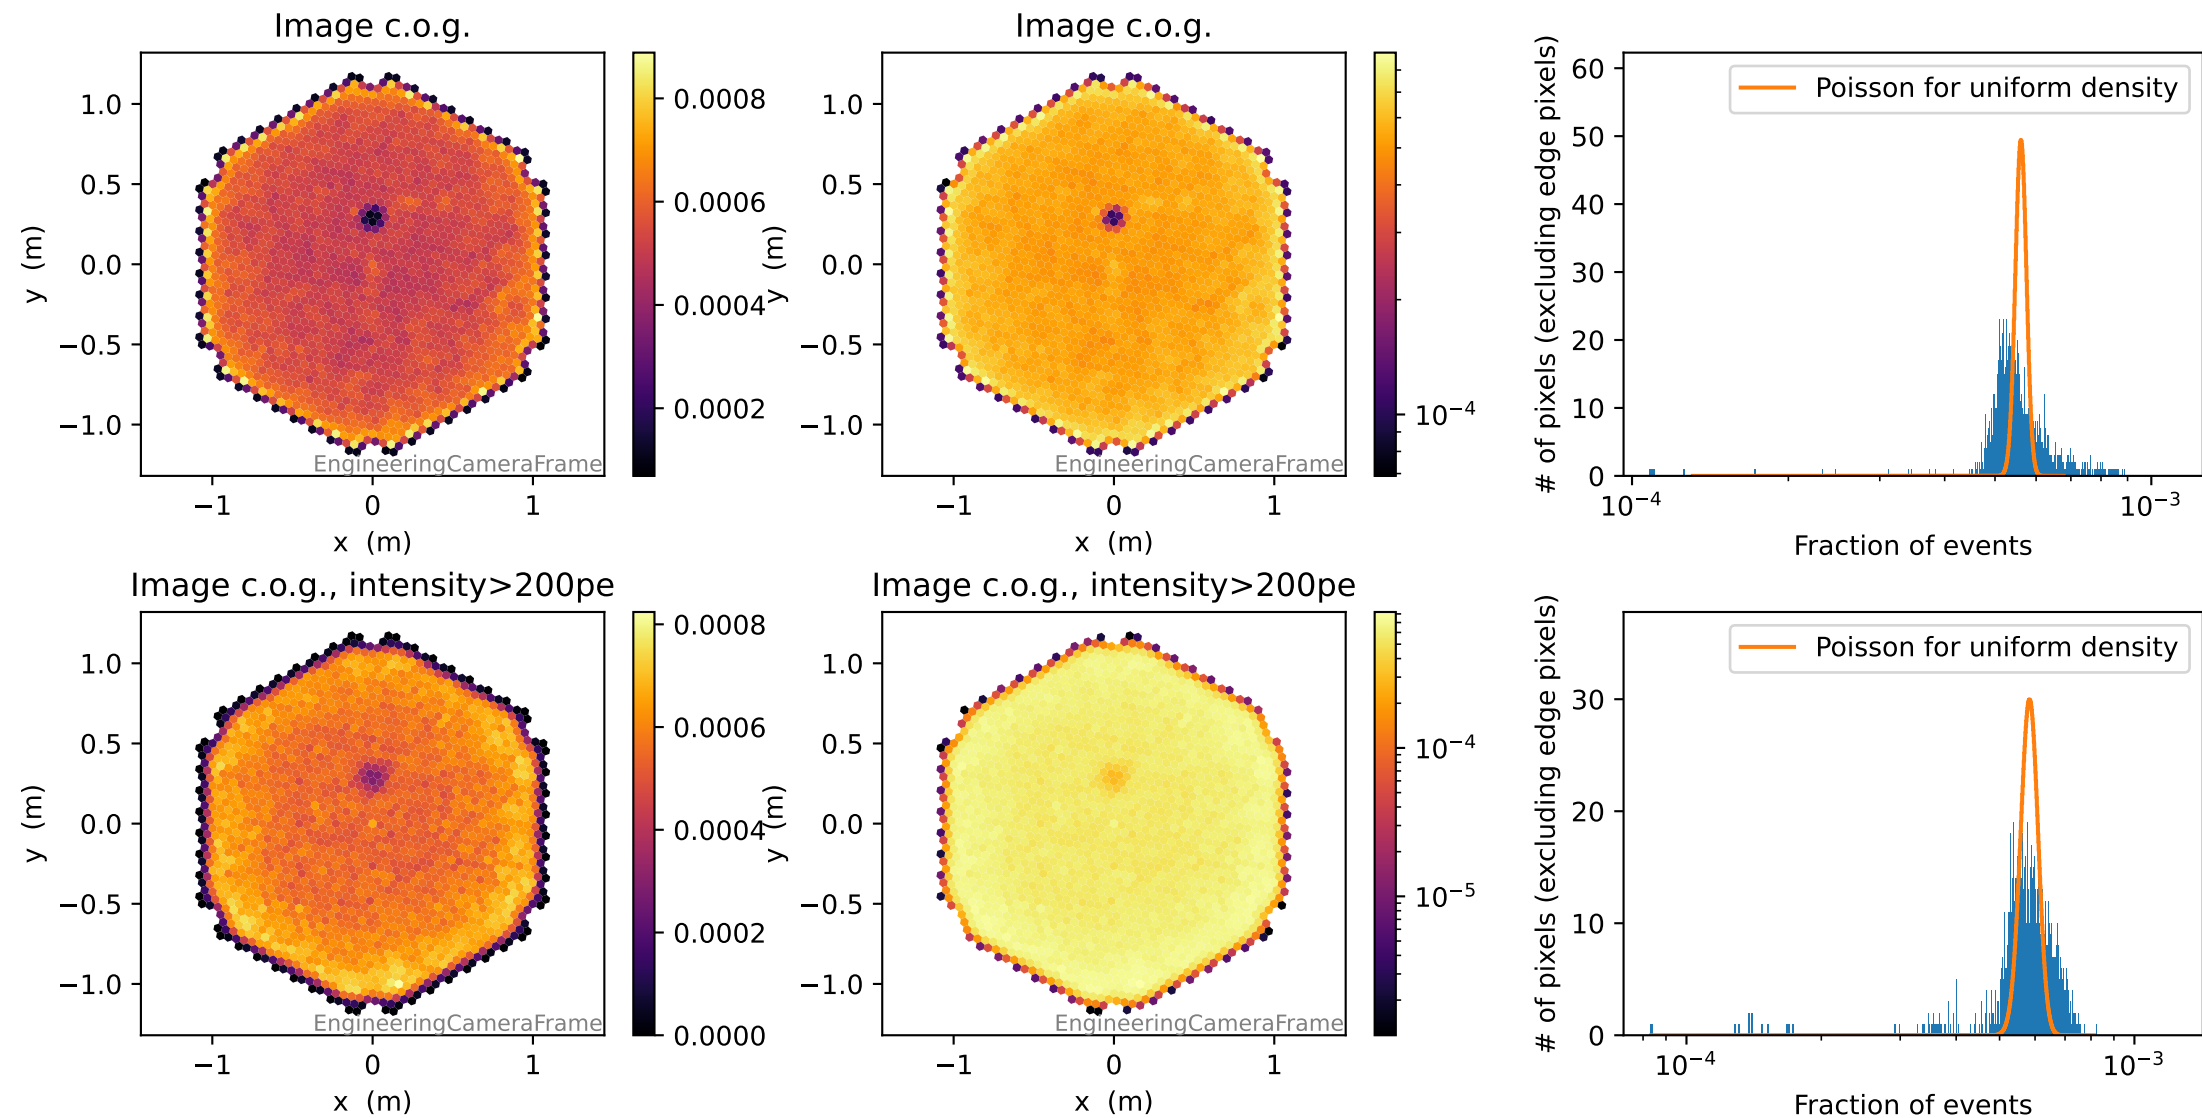 Image c.o.g.
1.0
0.5
0.0
−0.5
−1.0
y (m)
−1 0 1
x (m)
EngineeringCameraFrame
0.0008
0.0006
0.0004
0.0002
Image c.o.g.
1.0
0.5
0.0
−0.5
−1.0
y (m)
−1 0 1
x (m)
EngineeringCameraFrame
10⁻⁴
Poisson for uniform density
60
50
40
30
20
10
0
# of pixels (excluding edge pixels)
10⁻⁴ 10⁻³
Fraction of events
Image c.o.g., intensity>200pe
1.0
0.5
0.0
−0.5
−1.0
y (m)
−1 0 1
x (m)
EngineeringCameraFrame
0.0008
0.0006
0.0004
0.0002
0.0000
Image c.o.g., intensity>200pe
1.0
0.5
0.0
−0.5
−1.0
y (m)
−1 0 1
x (m)
EngineeringCameraFrame
10⁻⁴
10⁻⁵
Poisson for uniform density
30
20
10
0
# of pixels (excluding edge pixels)
10⁻⁴ 10⁻³
Fraction of events